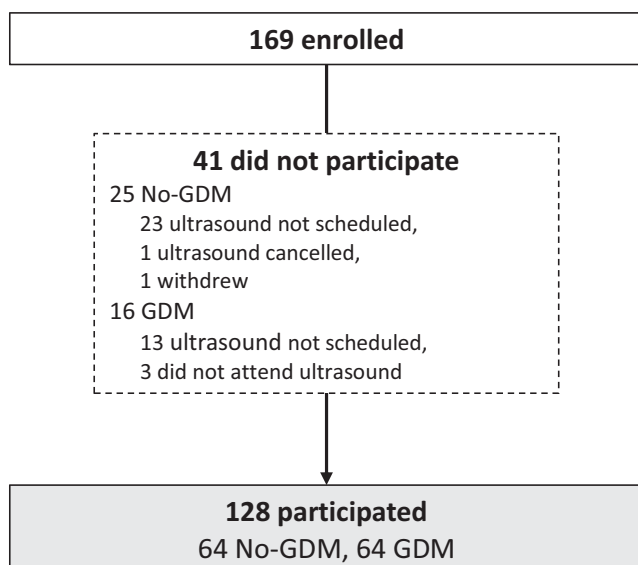 169 enrolled
41 did not participate
25 No-GDM
23 ultrasound not scheduled,
1 ultrasound cancelled,
1 withdrew
16 GDM
13 ultrasound not scheduled,
3 did not attend ultrasound
128 participated
64 No-GDM, 64 GDM